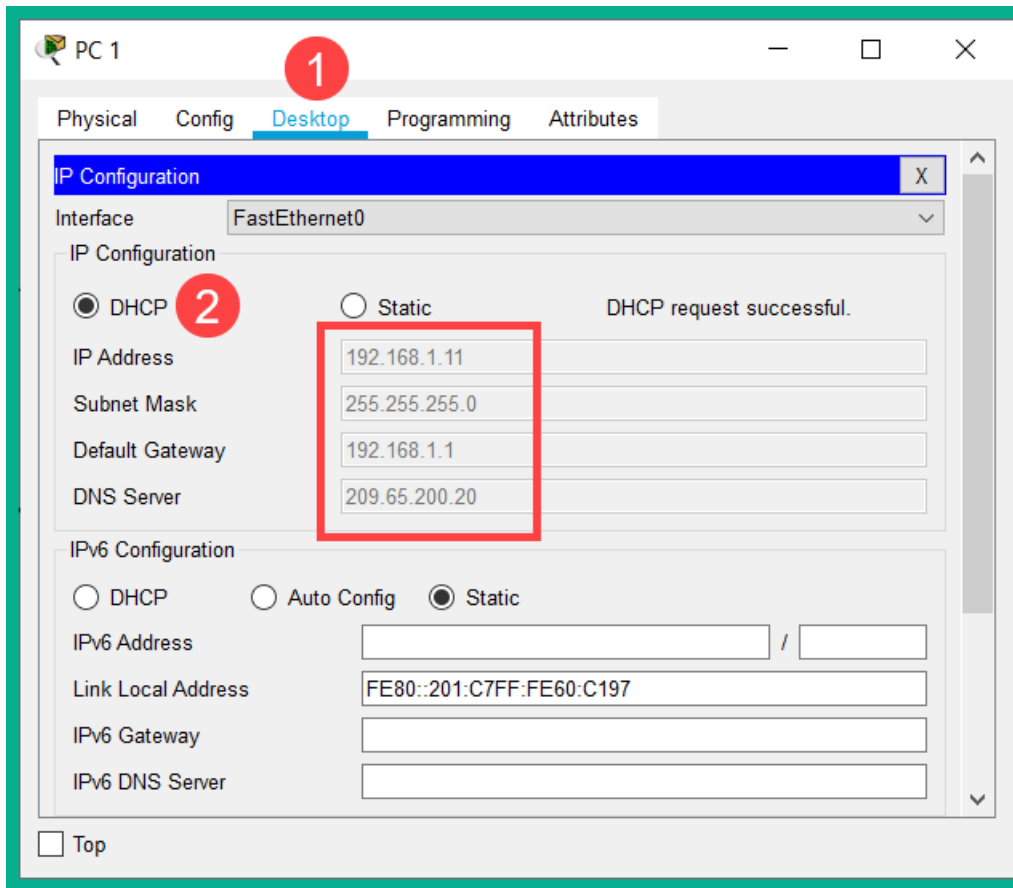 PC 1
1
Physical Config Desktop Programming Attributes
IP Configuration X
Interface FastEthernet0
IP Configuration
DHCP 2 Static DHCP request successful.
IP Address 192.168.1.11
Subnet Mask 255.255.255.0
Default Gateway 192.168.1.1
DNS Server 209.65.200.20
IPv6 Configuration
DHCP Auto Config Static
IPv6 Address /
Link Local Address FE80::201:C7FF:FE60:C197
IPv6 Gateway
IPv6 DNS Server
Top